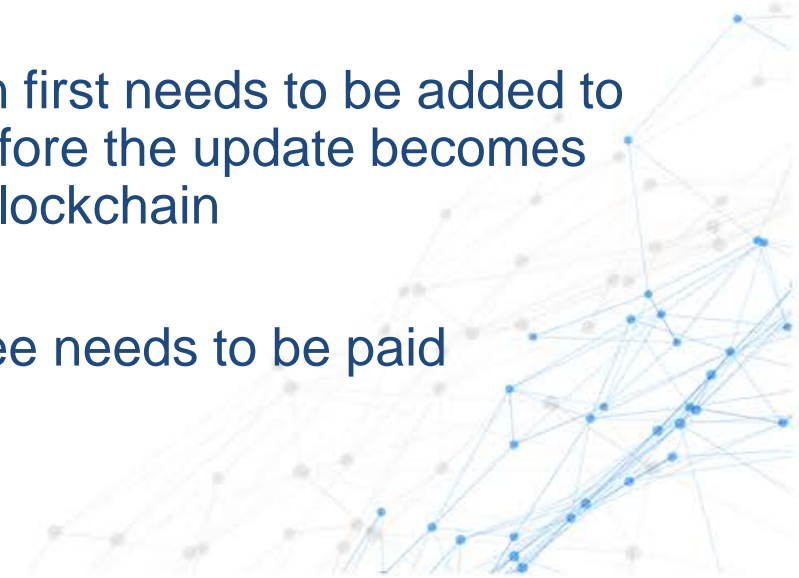 first needs to be added to
fore the update becomes
lockchain
ee needs to be paid